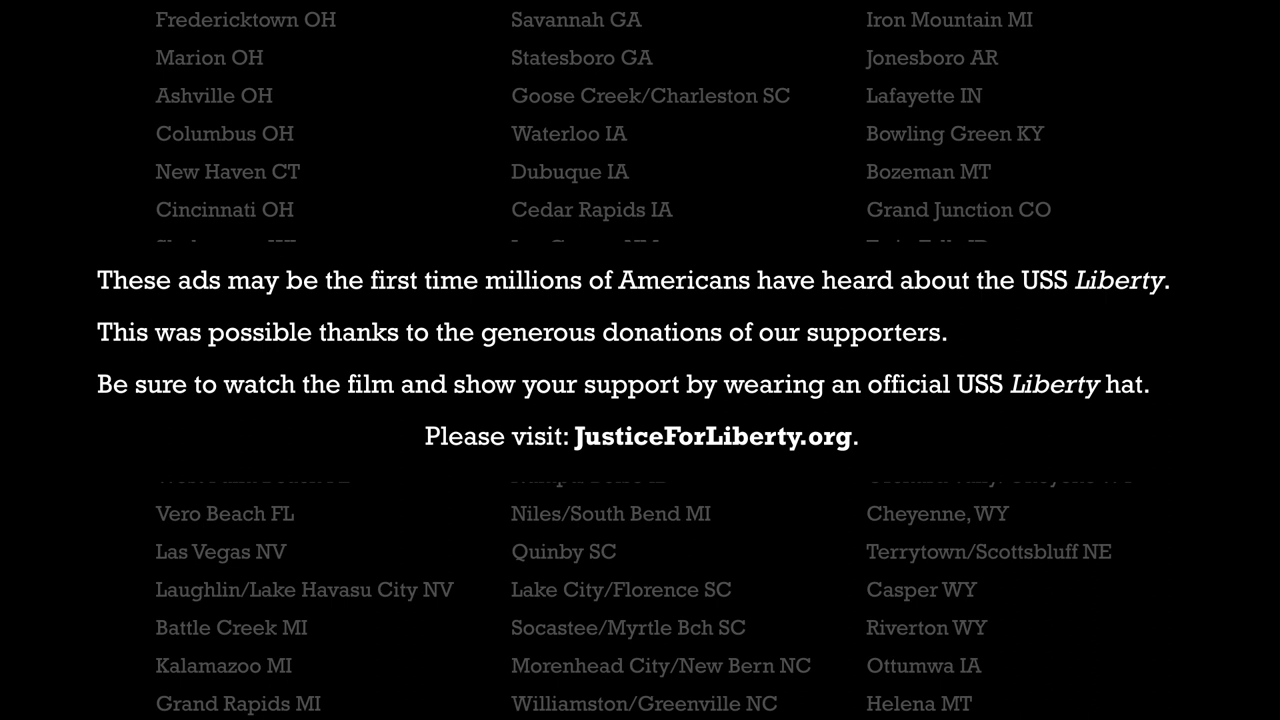 Fredericktown OH
Marion OH
Ashville OH
Columbus OH
New Haven CT
Cincinnati OH
Savannah GA
Statesboro GA
Goose Creek/Charleston SC
Waterloo IA
Dubuque IA
Cedar Rapids IA
Iron Mountain MI
Jonesboro AR
Lafayette IN
Bowling Green KY
Bozeman MT
Grand Junction CO
These ads may be the first time millions of Americans have heard about the USS Liberty.
This was possible thanks to the generous donations of our supporters.
Be sure to watch the film and show your support by wearing an official USS Liberty hat.
Please visit: JusticeForLiberty.org.
Vero Beach FL
Las Vegas NV
Laughlin/Lake Havasu City NV
Battle Creek MI
Kalamazoo MI
Grand Rapids MI
Niles/South Bend MI
Quinby SC
Lake City/Florence SC
Socastee/Myrtle Bch SC
Morenhead City/New Bern NC
Williamston/Greenville NC
Cheyenne, WY
Terrytown/Scottsbluff NE
Casper WY
Riverton WY
Ottumwa IA
Helena MT